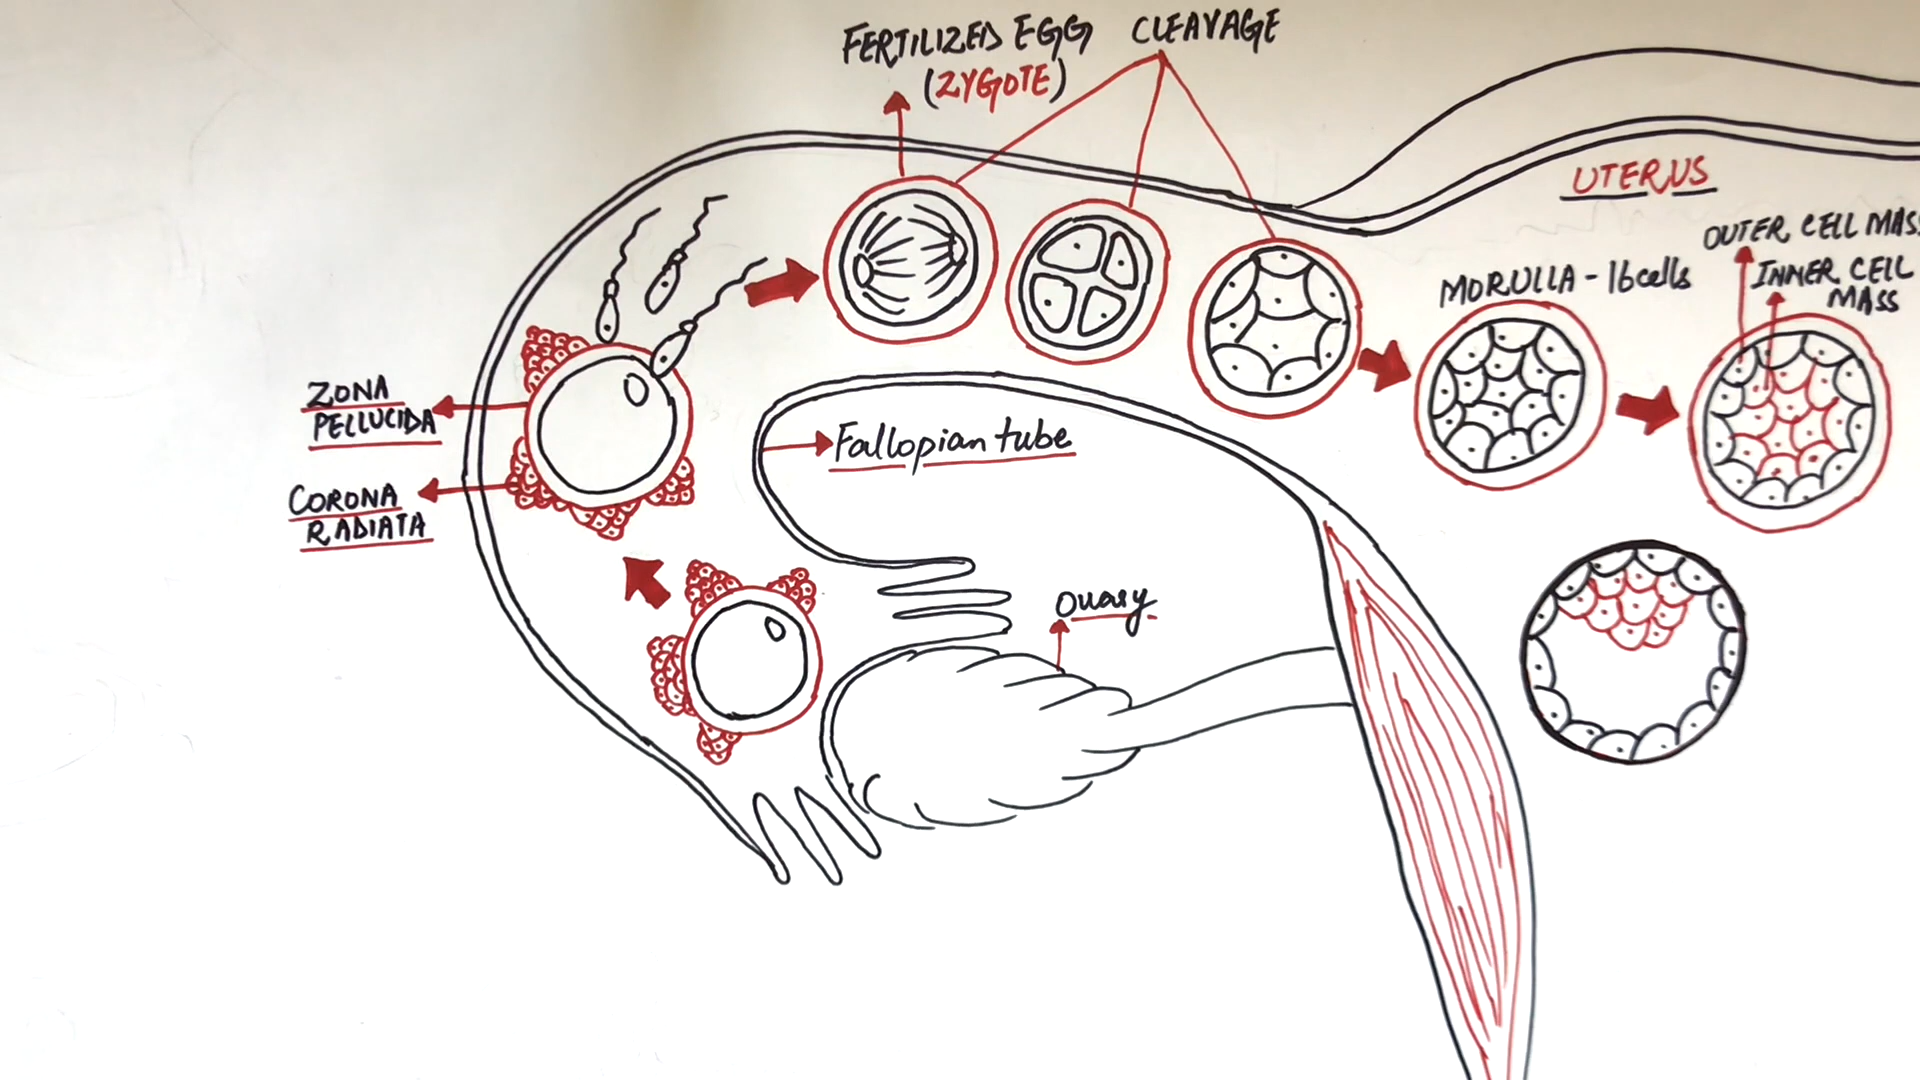 FERTILIZED EGG
(ZYGOTE)
CLEAVAGE
UTERUS
OUTER CELL MASS
INNER CELL
MASS
MORULLA - 16 cells
ZONA
PELLUCIDA
Fallopian tube
CORONA
RADIATA
Ovary